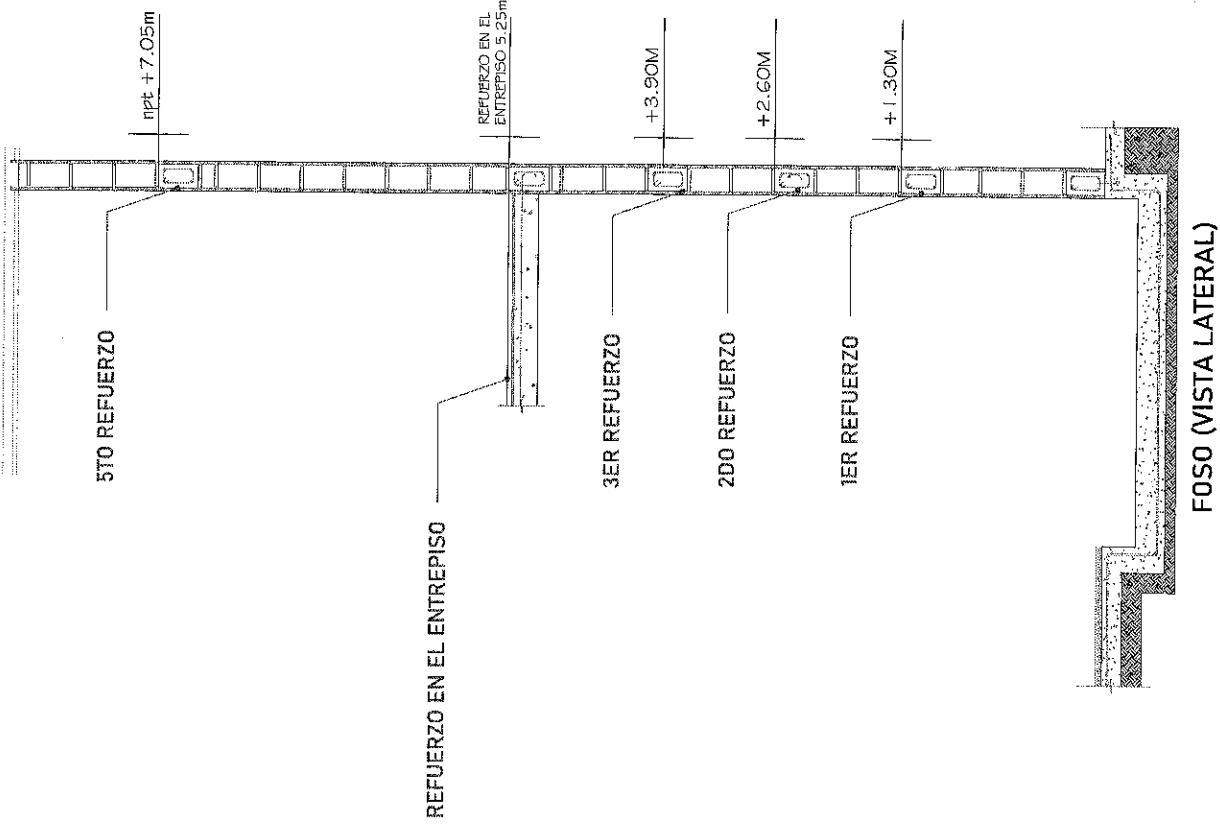 npt +7.05m
REFUERZO EN EL
ENTREPISO 5.25m
+3.90M
+2.60M
+1.30M
5TO REFUERZO
REFUERZO EN EL ENTREPISO
3ER REFUERZO
2DO REFUERZO
1ER REFUERZO
FOSO (VISTA LATERAL)